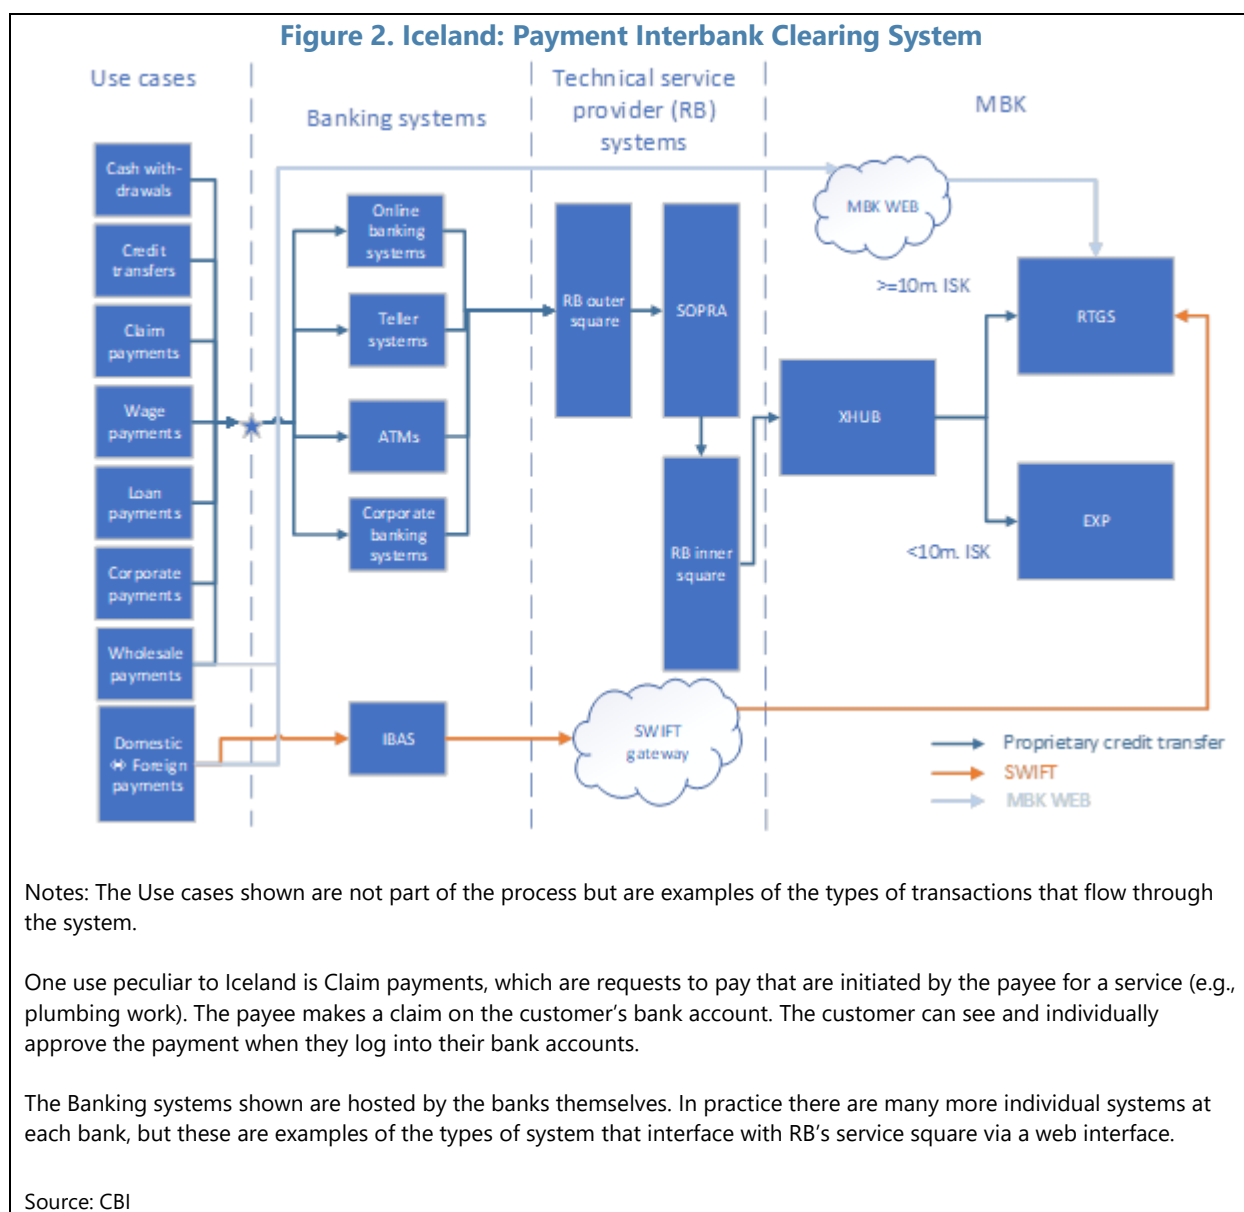 Figure 2. Iceland: Payment Interbank Clearing System
Use cases
Banking systems
Technical service
provider (RB)
systems
MBK
Cash with-
drawals
Credit
transfers
Claim
payments
Wage
payments
Loan
payments
Corporate
payments
Wholesale
payments
Domestic
⇔ Foreign
payments
Online
banking
systems
Teller
systems
ATMs
Corporate
banking
systems
IBAS
RB outer
square
SOPRA
RB inner
square
SWIFT
gateway
MBK WEB
>=10m. ISK
RTGS
XHUB
<10m. ISK
EXP
Proprietary credit transfer
SWIFT
MBK WEB
Notes: The Use cases shown are not part of the process but are examples of the types of transactions that flow through
the system.
One use peculiar to Iceland is Claim payments, which are requests to pay that are initiated by the payee for a service (e.g.,
plumbing work). The payee makes a claim on the customer’s bank account. The customer can see and individually
approve the payment when they log into their bank accounts.
The Banking systems shown are hosted by the banks themselves. In practice there are many more individual systems at
each bank, but these are examples of the types of system that interface with RB’s service square via a web interface.
Source: CBI